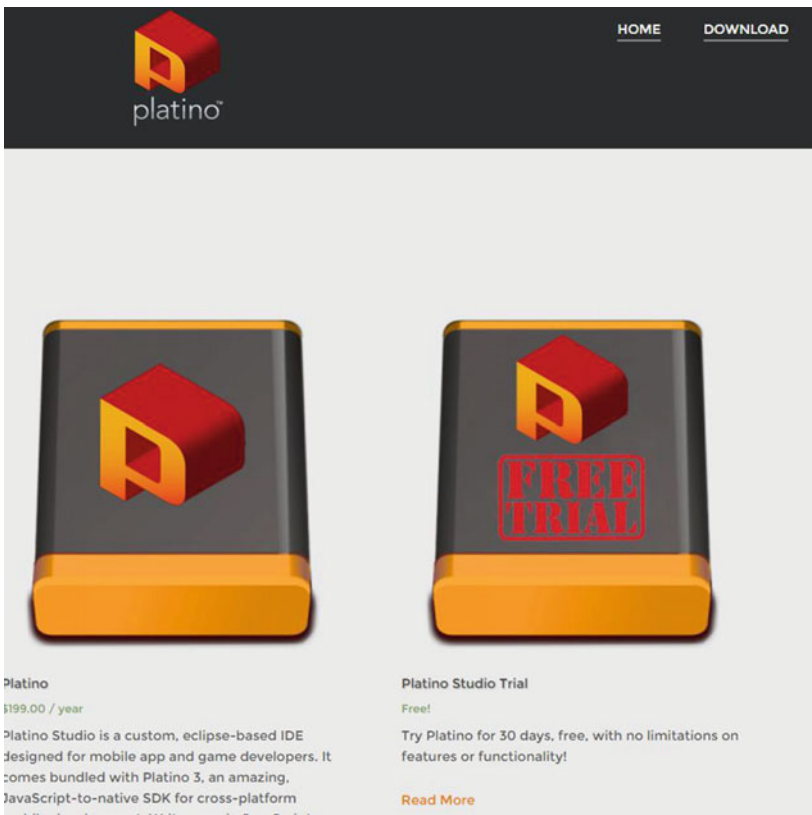 HOME DOWNLOAD
platino™
FREE
TRIAL
Platino
$199.00 / year
Platino Studio is a custom, eclipse-based IDE
designed for mobile app and game developers. It
comes bundled with Platino 3, an amazing,
JavaScript-to-native SDK for cross-platform
Platino Studio Trial
Free!
Try Platino for 30 days, free, with no limitations on
features or functionality!
Read More